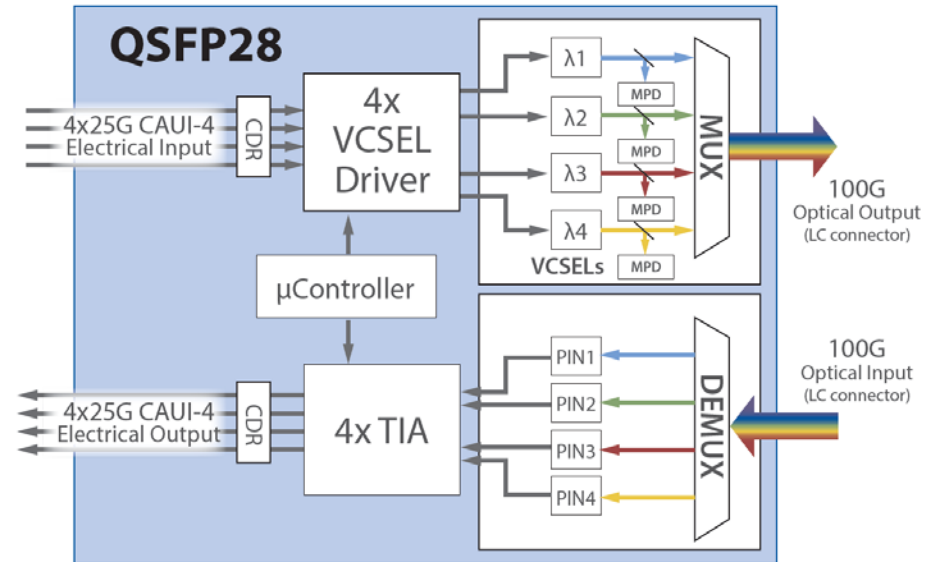 QSFP28
4x25G CAUI-4
Electrical Input
CDR
4x
VCSEL
Driver
λ1
MPD
λ2
MPD
λ3
MPD
λ4
MPD
VCSELs
MUX
100G
Optical Output
(LC connector)
µController
4x25G CAUI-4
Electrical Output
CDR
4x TIA
PIN1
PIN2
PIN3
PIN4
DEMUX
100G
Optical Input
(LC connector)